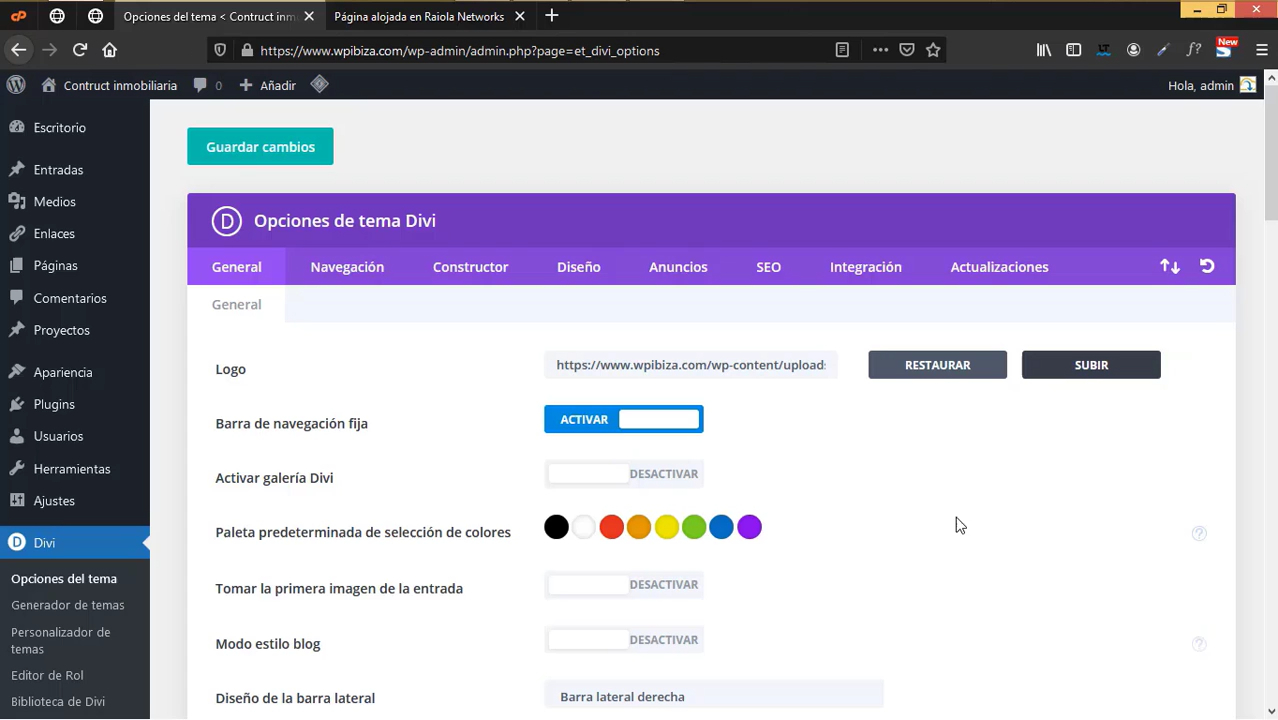 Opciones del tema < Contruct inm
Página alojada en Raiola Networks
https://www.wpibiza.com/wp-admin/admin.php?page=et_divi_options
New
Contruct inmobiliaria
0
Añadir
Hola, admin
Escritorio
Entradas
Medios
Enlaces
Páginas
Comentarios
Proyectos
Apariencia
Plugins
Usuarios
Herramientas
Ajustes
Divi
Opciones del tema
Generador de temas
Personalizador de
temas
Editor de Rol
Biblioteca de Divi
Guardar cambios
D Opciones de tema Divi
General Navegación Constructor Diseño Anuncios SEO Integración Actualizaciones
General
Logo https://www.wpibiza.com/wp-content/uploads RESTAURAR SUBIR
Barra de navegación fija ACTIVAR
Activar galería Divi DESACTIVAR
Paleta predeterminada de selección de colores ?
Tomar la primera imagen de la entrada DESACTIVAR
Modo estilo blog DESACTIVAR ?
Diseño de la barra lateral Barra lateral derecha